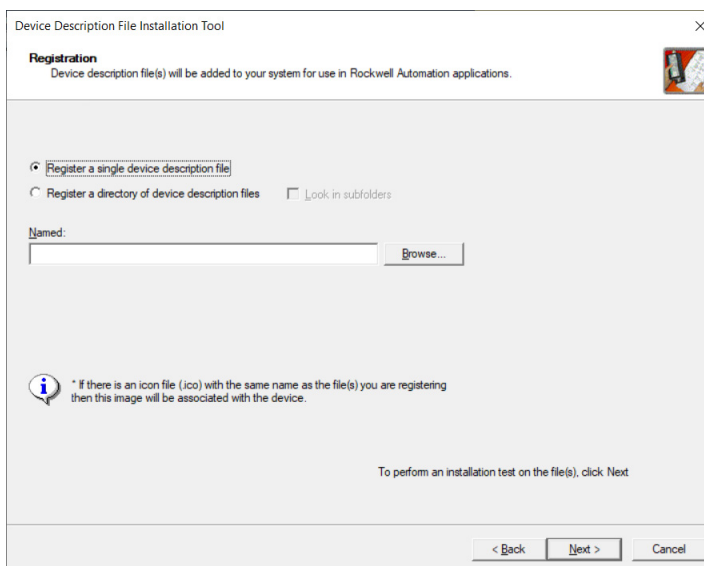 Device Description File Installation Tool
Registration
Device description file(s) will be added to your system for use in Rockwell Automation applications.
Register a single device description file
Register a directory of device description files Look in subfolders
Named:
Browse...
* If there is an icon file (.ico) with the same name as the file(s) you are registering
then this image will be associated with the device.
To perform an installation test on the file(s), click Next
< Back Next > Cancel